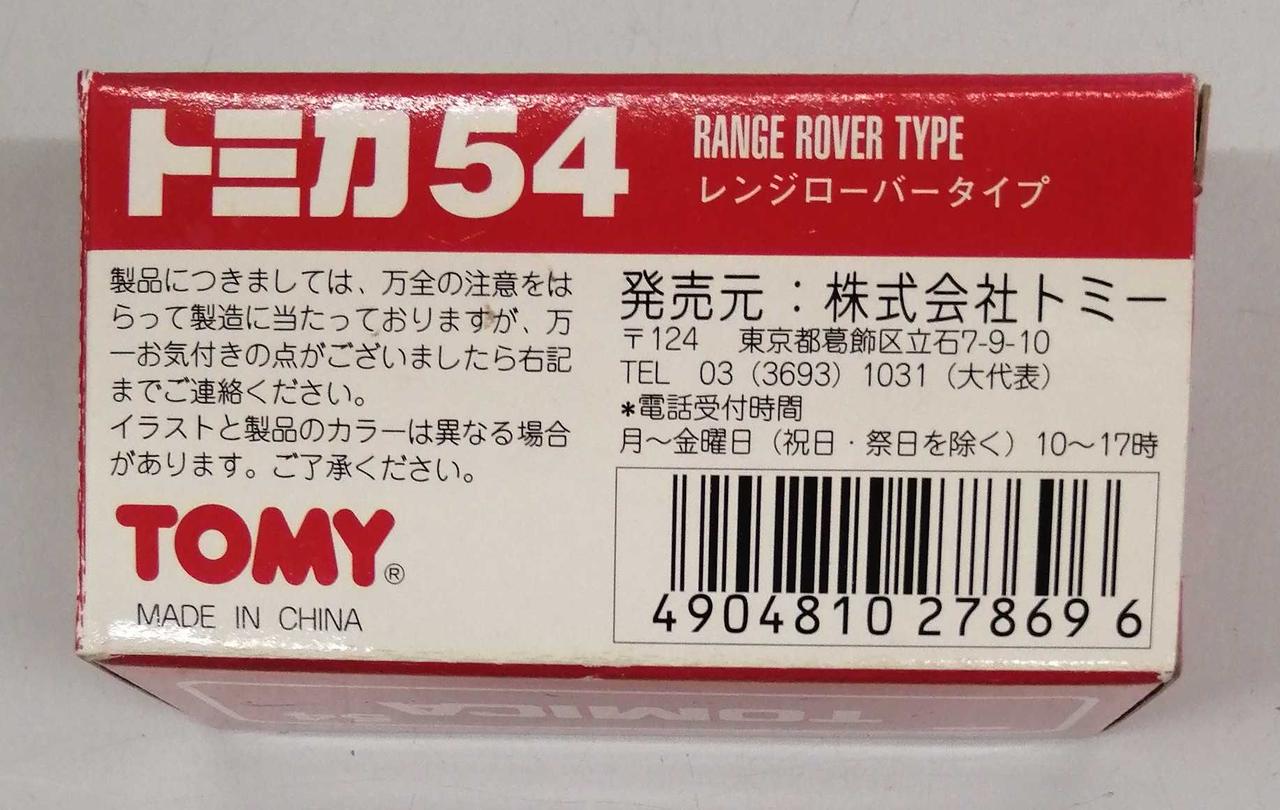 トミカ54
RANGE ROVER TYPE
レンジローバータイプ
製品につきましては、万全の注意をは
らって製造に当たっておりますが、万
一お気付きの点がございましたら右記
までご連絡ください。
イラストと製品のカラーは異なる場合
があります。ご了承ください。
TOMY®
MADE IN CHINA
発売元：株式会社トミー
〒124 東京都葛飾区立石7-9-10
TEL 03（3693）1031（大代表）
*電話受付時間
月〜金曜日（祝日・祭日を除く）10〜17時
4904810 27869 6
TOMICA 54